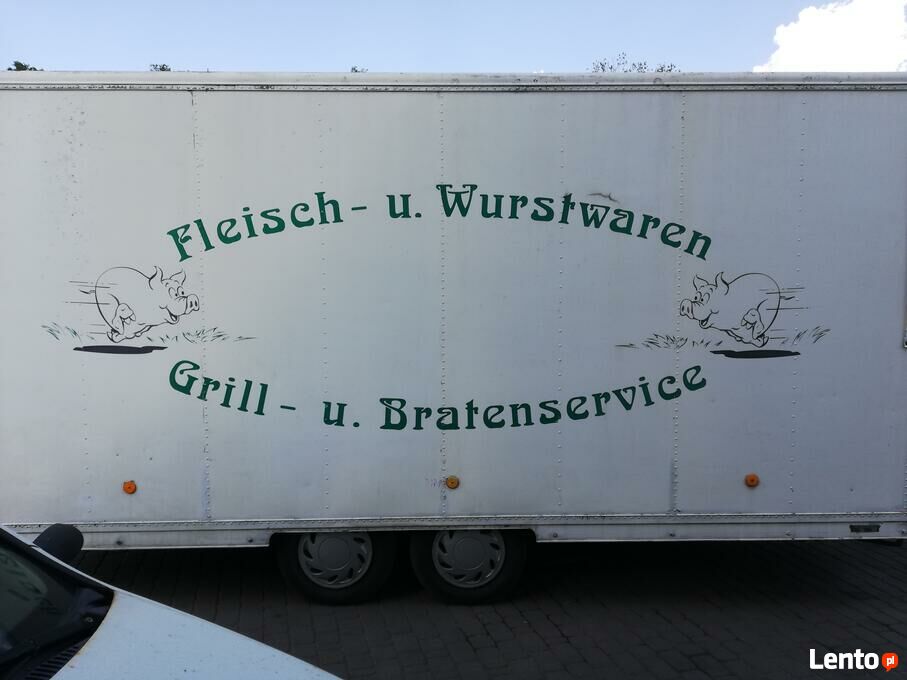 Fleisch - u. Wurstwaren
Grill - u. Bratenservice
Lento pl